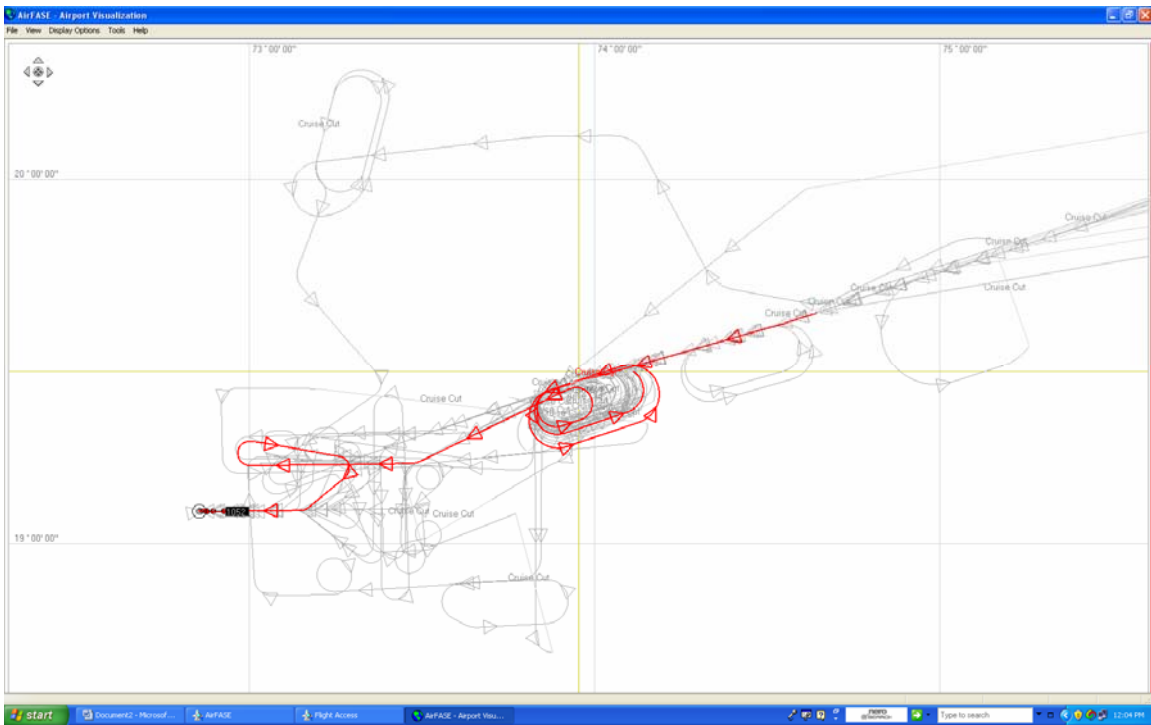 AirFASE - Airport Visualization
File View Display Options Tools Help
73°00'00" 74°00'00" 75°00'00"
Cruise Cut
20°00'00"
Cruise Cut
Cruise Cut
Cruise Cut
Cruise Cut
Cruise Cut
Cruise Cut
Cruise Cut
1052
Cruise Cut
19°00'00"
Cruise Cut
start Document2 - Microsof... AirFASE Flight Access AirFASE - Airport Visu... nero Type to search 12:04 PM